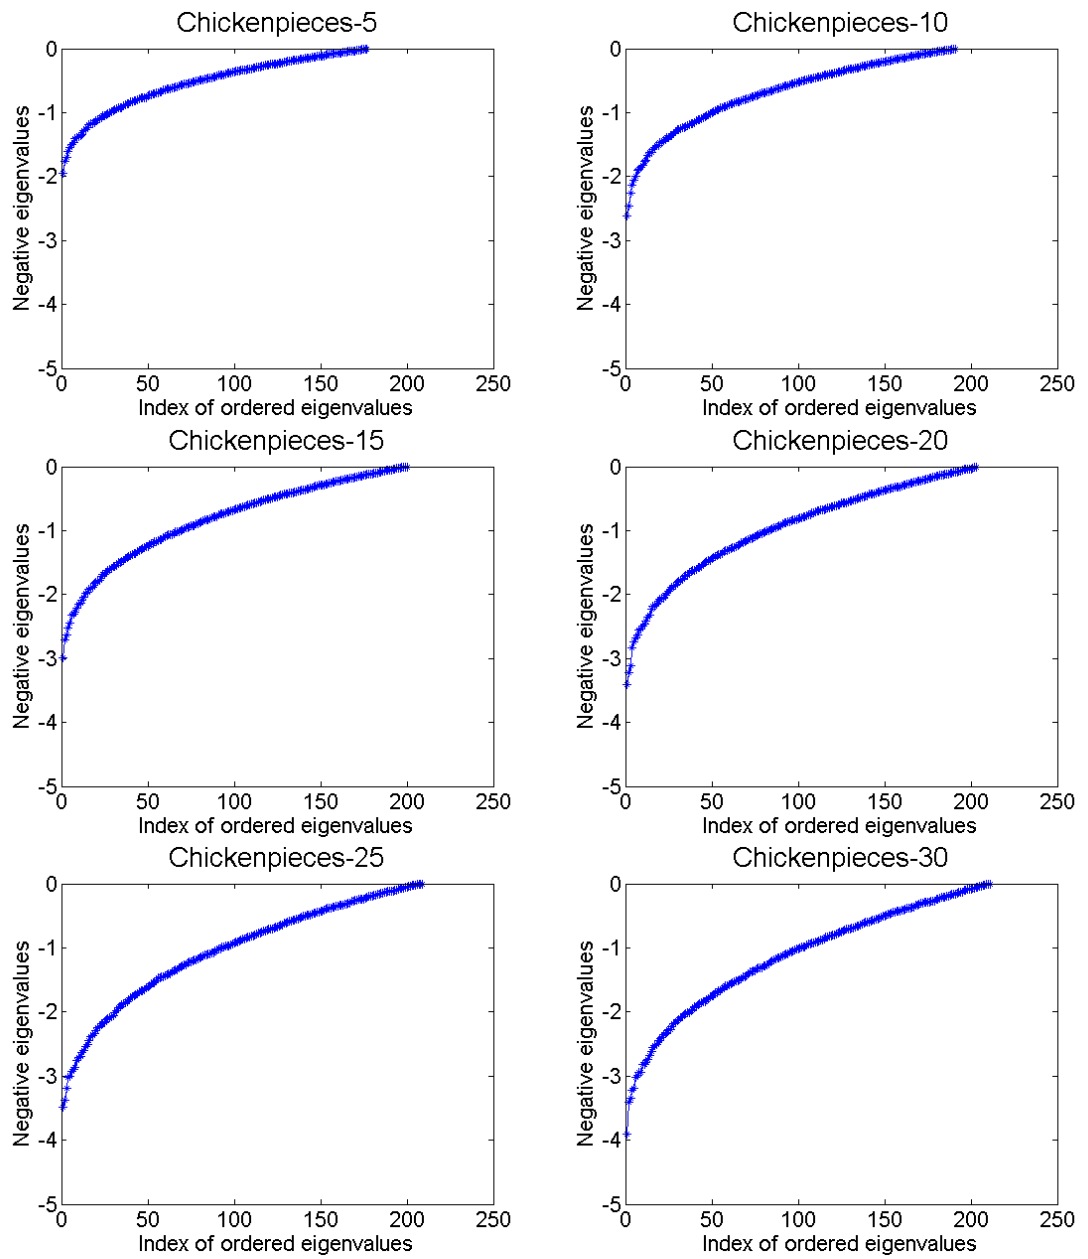 Chickenpieces-5
0
-1
-2
-3
-4
-5
Negative eigenvalues
0 50 100 150 200 250
Index of ordered eigenvalues
Chickenpieces-10
0
-1
-2
-3
-4
-5
Negative eigenvalues
0 50 100 150 200 250
Index of ordered eigenvalues
Chickenpieces-15
0
-1
-2
-3
-4
-5
Negative eigenvalues
0 50 100 150 200 250
Index of ordered eigenvalues
Chickenpieces-20
0
-1
-2
-3
-4
-5
Negative eigenvalues
0 50 100 150 200 250
Index of ordered eigenvalues
Chickenpieces-25
0
-1
-2
-3
-4
-5
Negative eigenvalues
0 50 100 150 200 250
Index of ordered eigenvalues
Chickenpieces-30
0
-1
-2
-3
-4
-5
Negative eigenvalues
0 50 100 150 200 250
Index of ordered eigenvalues